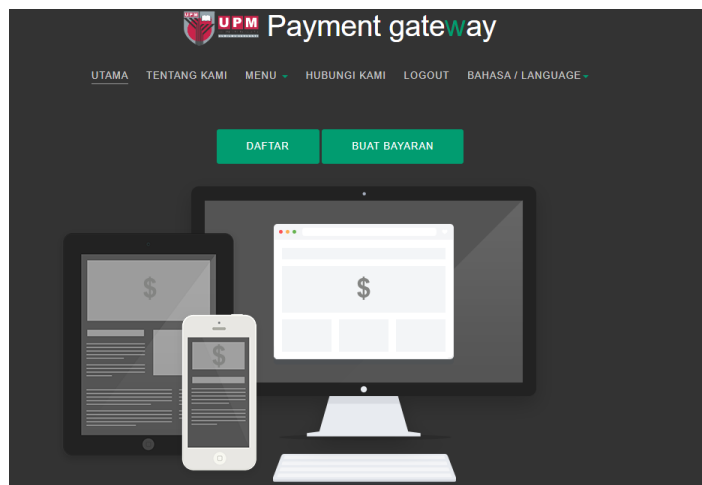 UPM Payment gateway
UTAMA TENTANG KAMI MENU HUBUNGI KAMI LOGOUT BAHASA / LANGUAGE
DAFTAR BUAT BAYARAN
$
$
$